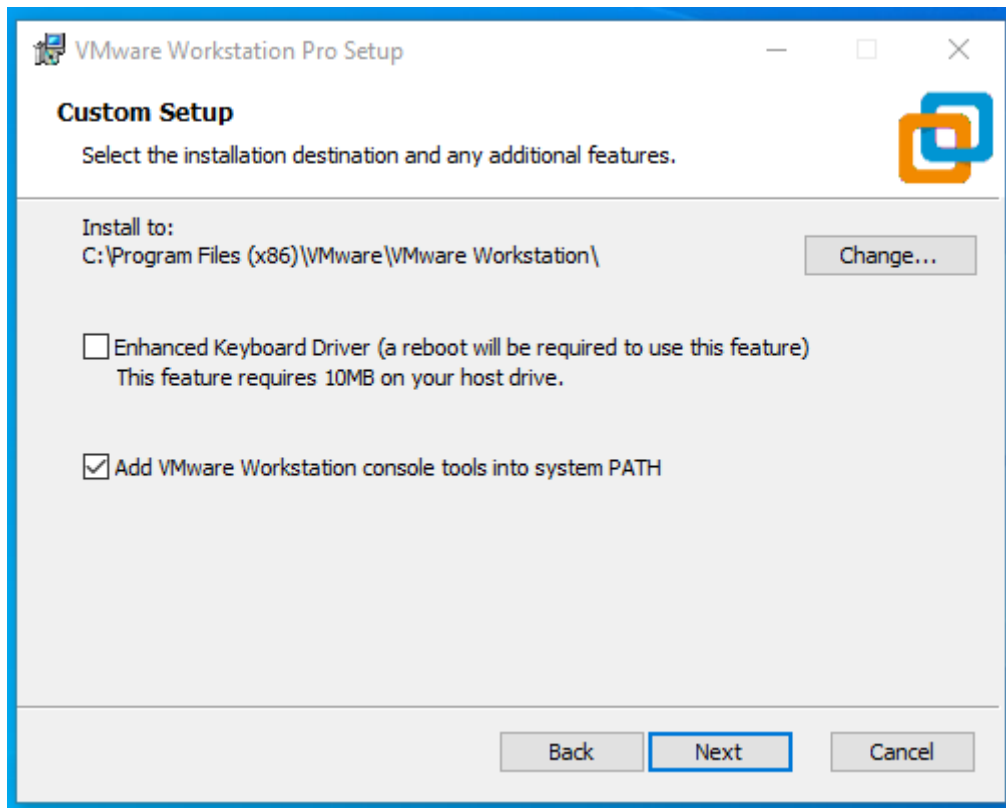 VMware Workstation Pro Setup
Custom Setup
Select the installation destination and any additional features.
Install to:
C:\Program Files (x86)\VMware\VMware Workstation\
Change...
Enhanced Keyboard Driver (a reboot will be required to use this feature)
This feature requires 10MB on your host drive.
Add VMware Workstation console tools into system PATH
Back
Next
Cancel